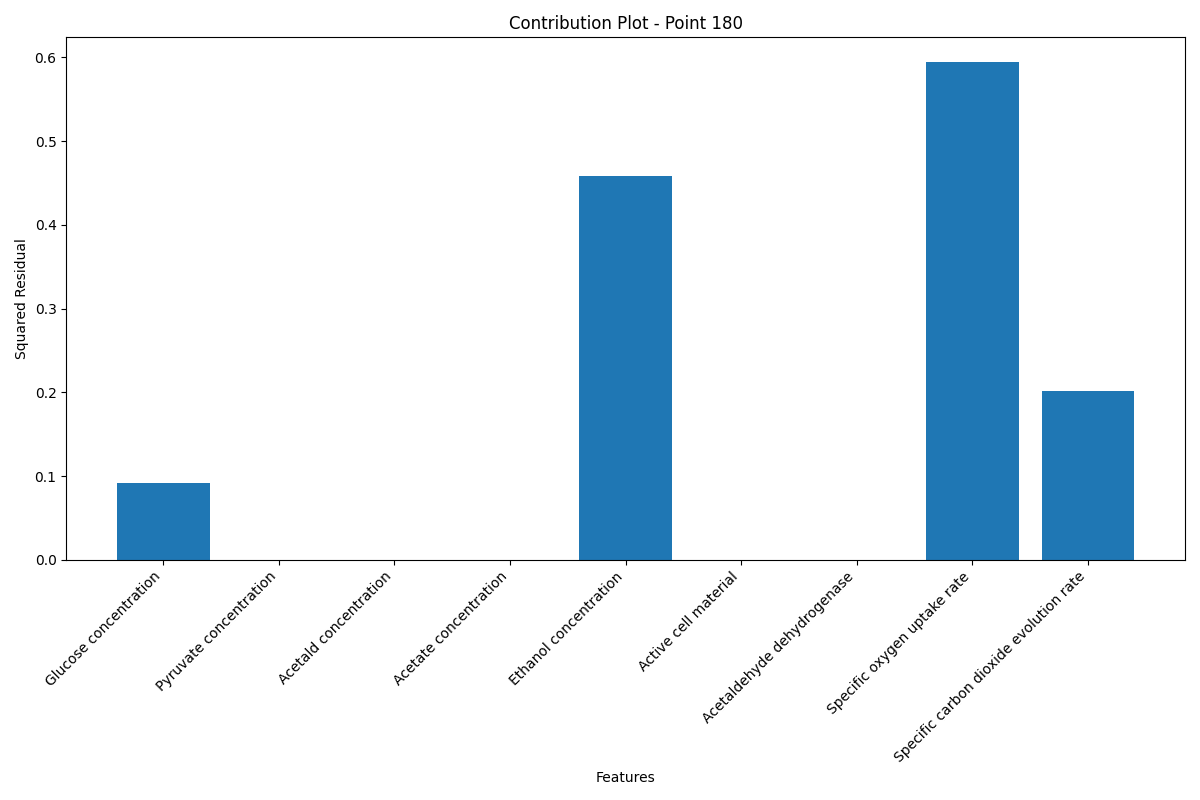 Contribution Plot - Point 180
Squared Residual
0.6
0.5
0.4
0.3
0.2
0.1
0.0
Glucose concentration
Pyruvate concentration
Acetald concentration
Acetate concentration
Ethanol concentration
Active cell material
Acetaldehyde dehydrogenase
Specific oxygen uptake rate
Specific carbon dioxide evolution rate
Features